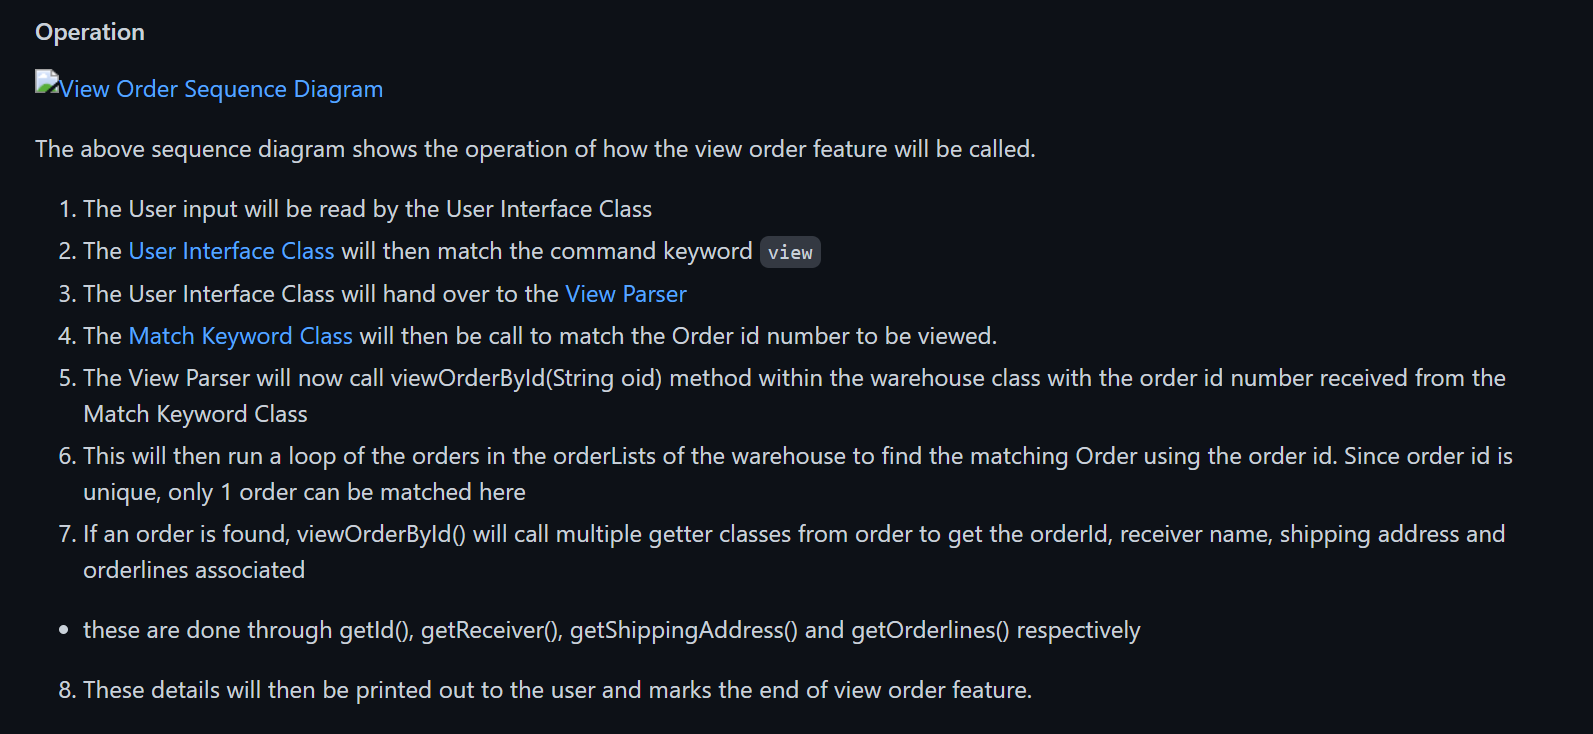 Operation
View Order Sequence Diagram
The above sequence diagram shows the operation of how the view order feature will be called.
1. The User input will be read by the User Interface Class
2. The User Interface Class will then match the command keyword view
3. The User Interface Class will hand over to the View Parser
4. The Match Keyword Class will then be call to match the Order id number to be viewed.
5. The View Parser will now call viewOrderById(String oid) method within the warehouse class with the order id number received from the
Match Keyword Class
6. This will then run a loop of the orders in the orderLists of the warehouse to find the matching Order using the order id. Since order id is
unique, only 1 order can be matched here
7. If an order is found, viewOrderById() will call multiple getter classes from order to get the orderId, receiver name, shipping address and
orderlines associated
• these are done through getId(), getReceiver(), getShippingAddress() and getOrderlines() respectively
8. These details will then be printed out to the user and marks the end of view order feature.